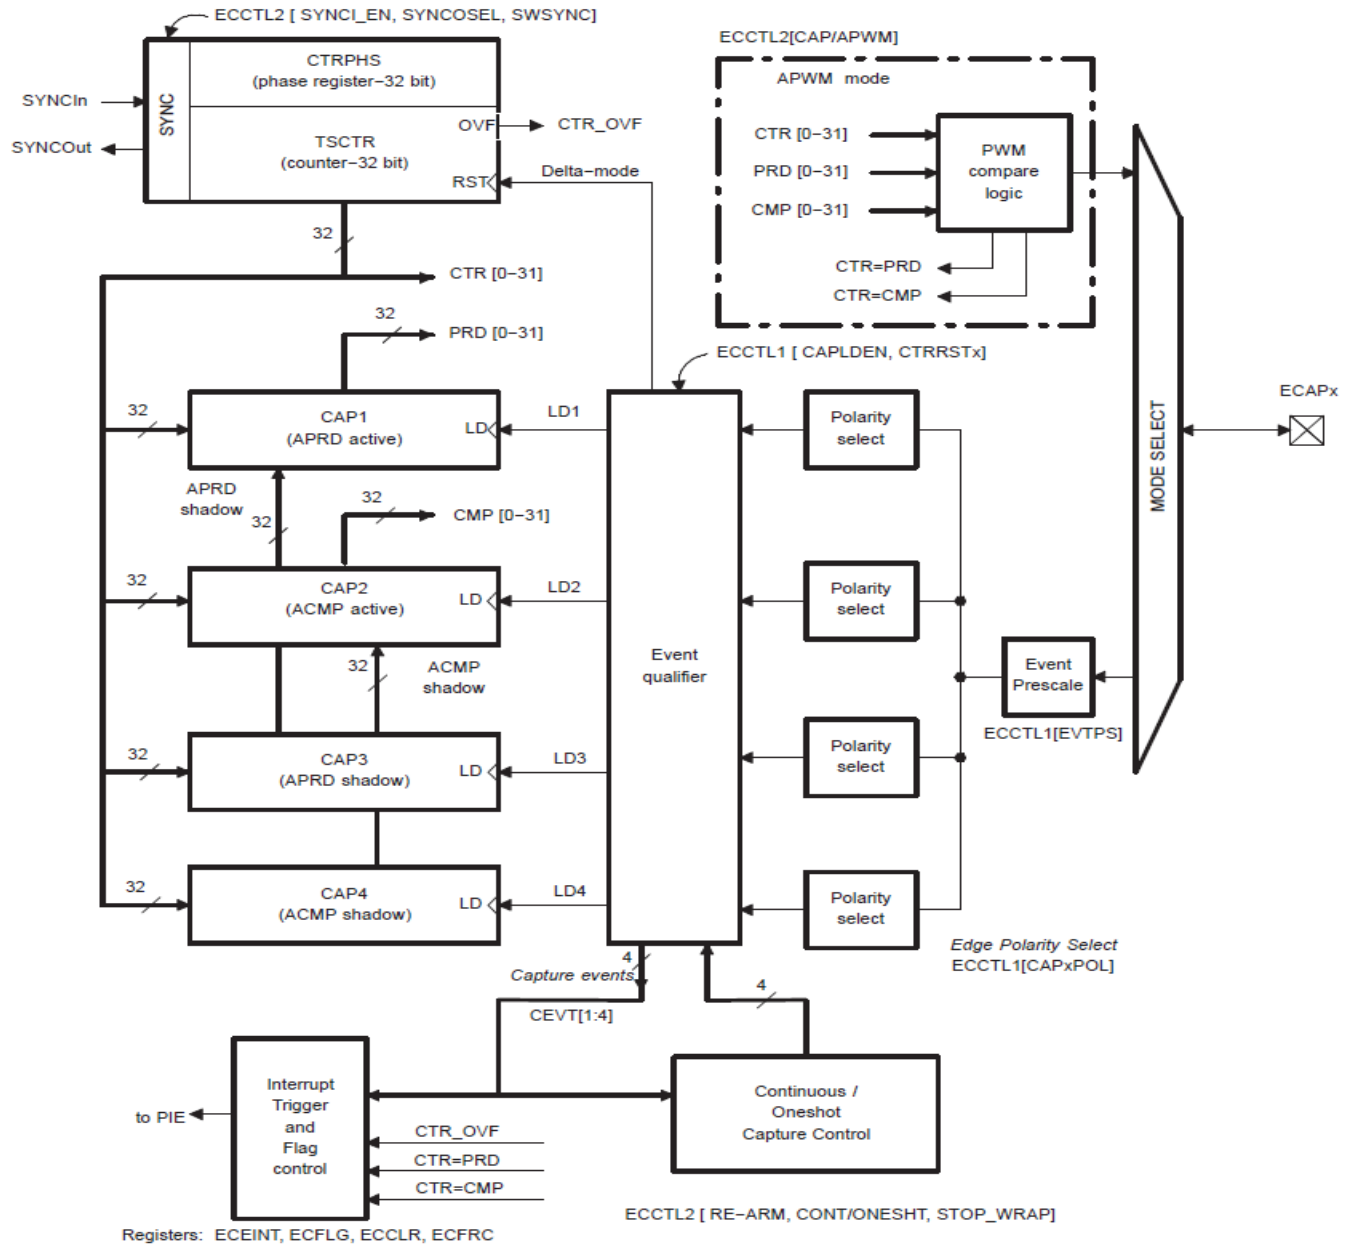 ECCTL2 [ SYNCI_EN, SYNCOSEL, SWSYNC]
CTRPHS
(phase register−32 bit)
SYNC
SYNCIn
SYNCOut
TSCTR
(counter−32 bit)
OVF
CTR_OVF
RST
Delta−mode
32
CTR [0−31]
32
PRD [0−31]
ECCTL2[CAP/APWM]
APWM mode
CTR [0−31]
PRD [0−31]
CMP [0−31]
PWM
compare
logic
CTR=PRD
CTR=CMP
ECCTL1 [ CAPLDEN, CTRRSTx]
32
CAP1
(APRD active)
LD
LD1
Polarity
select
MODE SELECT
ECAPx
APRD
shadow
32
32
CMP [0−31]
32
CAP2
(ACMP active)
LD
LD2
Polarity
select
32
ACMP
shadow
Event
qualifier
Event
Prescale
ECCTL1[EVTPS]
32
CAP3
(APRD shadow)
LD
LD3
Polarity
select
32
CAP4
(ACMP shadow)
LD
LD4
Polarity
select
Edge Polarity Select
ECCTL1[CAPxPOL]
4
Capture events
CEVT[1:4]
4
Interrupt
Trigger
and
Flag
control
to PIE
CTR_OVF
CTR=PRD
CTR=CMP
Continuous /
Oneshot
Capture Control
ECCTL2 [ RE−ARM, CONT/ONESHT, STOP_WRAP]
Registers: ECEINT, ECFLG, ECCLR, ECFRC